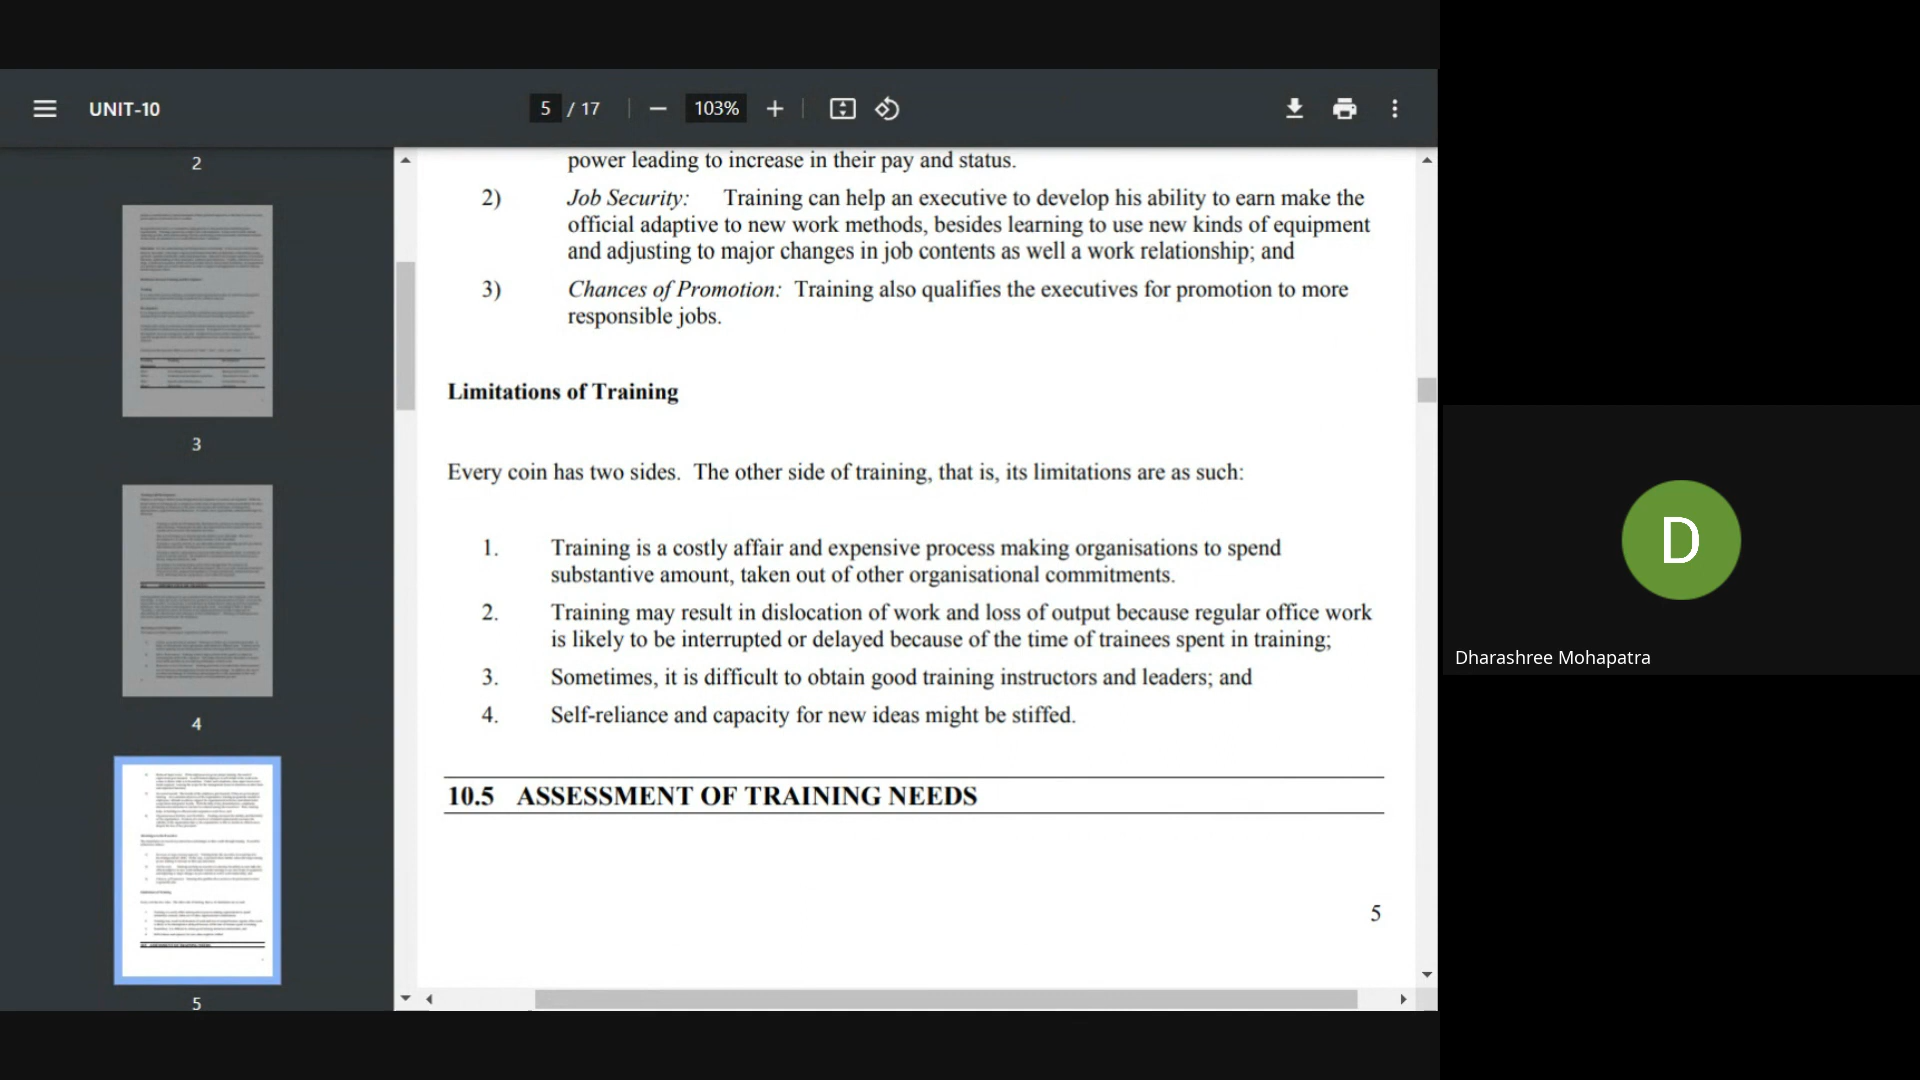 UNIT-10
5 / 17
103%
2
3
4
5
power leading to increase in their pay and status.
2) Job Security: Training can help an executive to develop his ability to earn make the
official adaptive to new work methods, besides learning to use new kinds of equipment
and adjusting to major changes in job contents as well a work relationship; and
3) Chances of Promotion: Training also qualifies the executives for promotion to more
responsible jobs.
Limitations of Training
Every coin has two sides. The other side of training, that is, its limitations are as such:
1. Training is a costly affair and expensive process making organisations to spend
substantive amount, taken out of other organisational commitments.
2. Training may result in dislocation of work and loss of output because regular office work
is likely to be interrupted or delayed because of the time of trainees spent in training;
3. Sometimes, it is difficult to obtain good training instructors and leaders; and
4. Self-reliance and capacity for new ideas might be stiffed.
10.5 ASSESSMENT OF TRAINING NEEDS
5
D
Dharashree Mohapatra